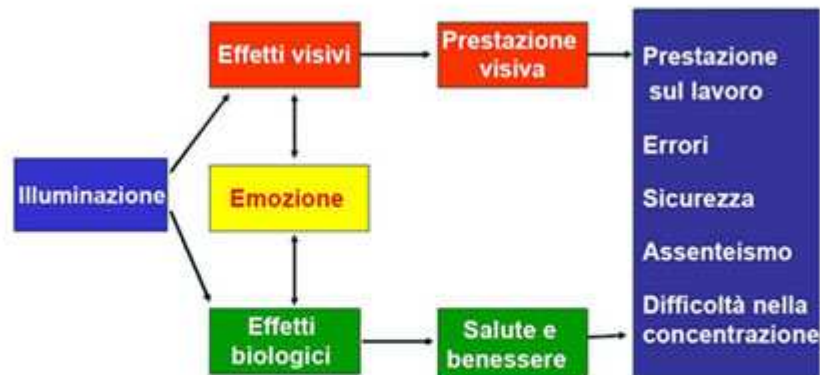 Effetti visivi
Prestazione
visiva
Prestazione
sul lavoro
Errori
Sicurezza
Assenteismo
Difficoltà nella
concentrazione
Illuminazione
Emozione
Effetti
biologici
Salute e
benessere